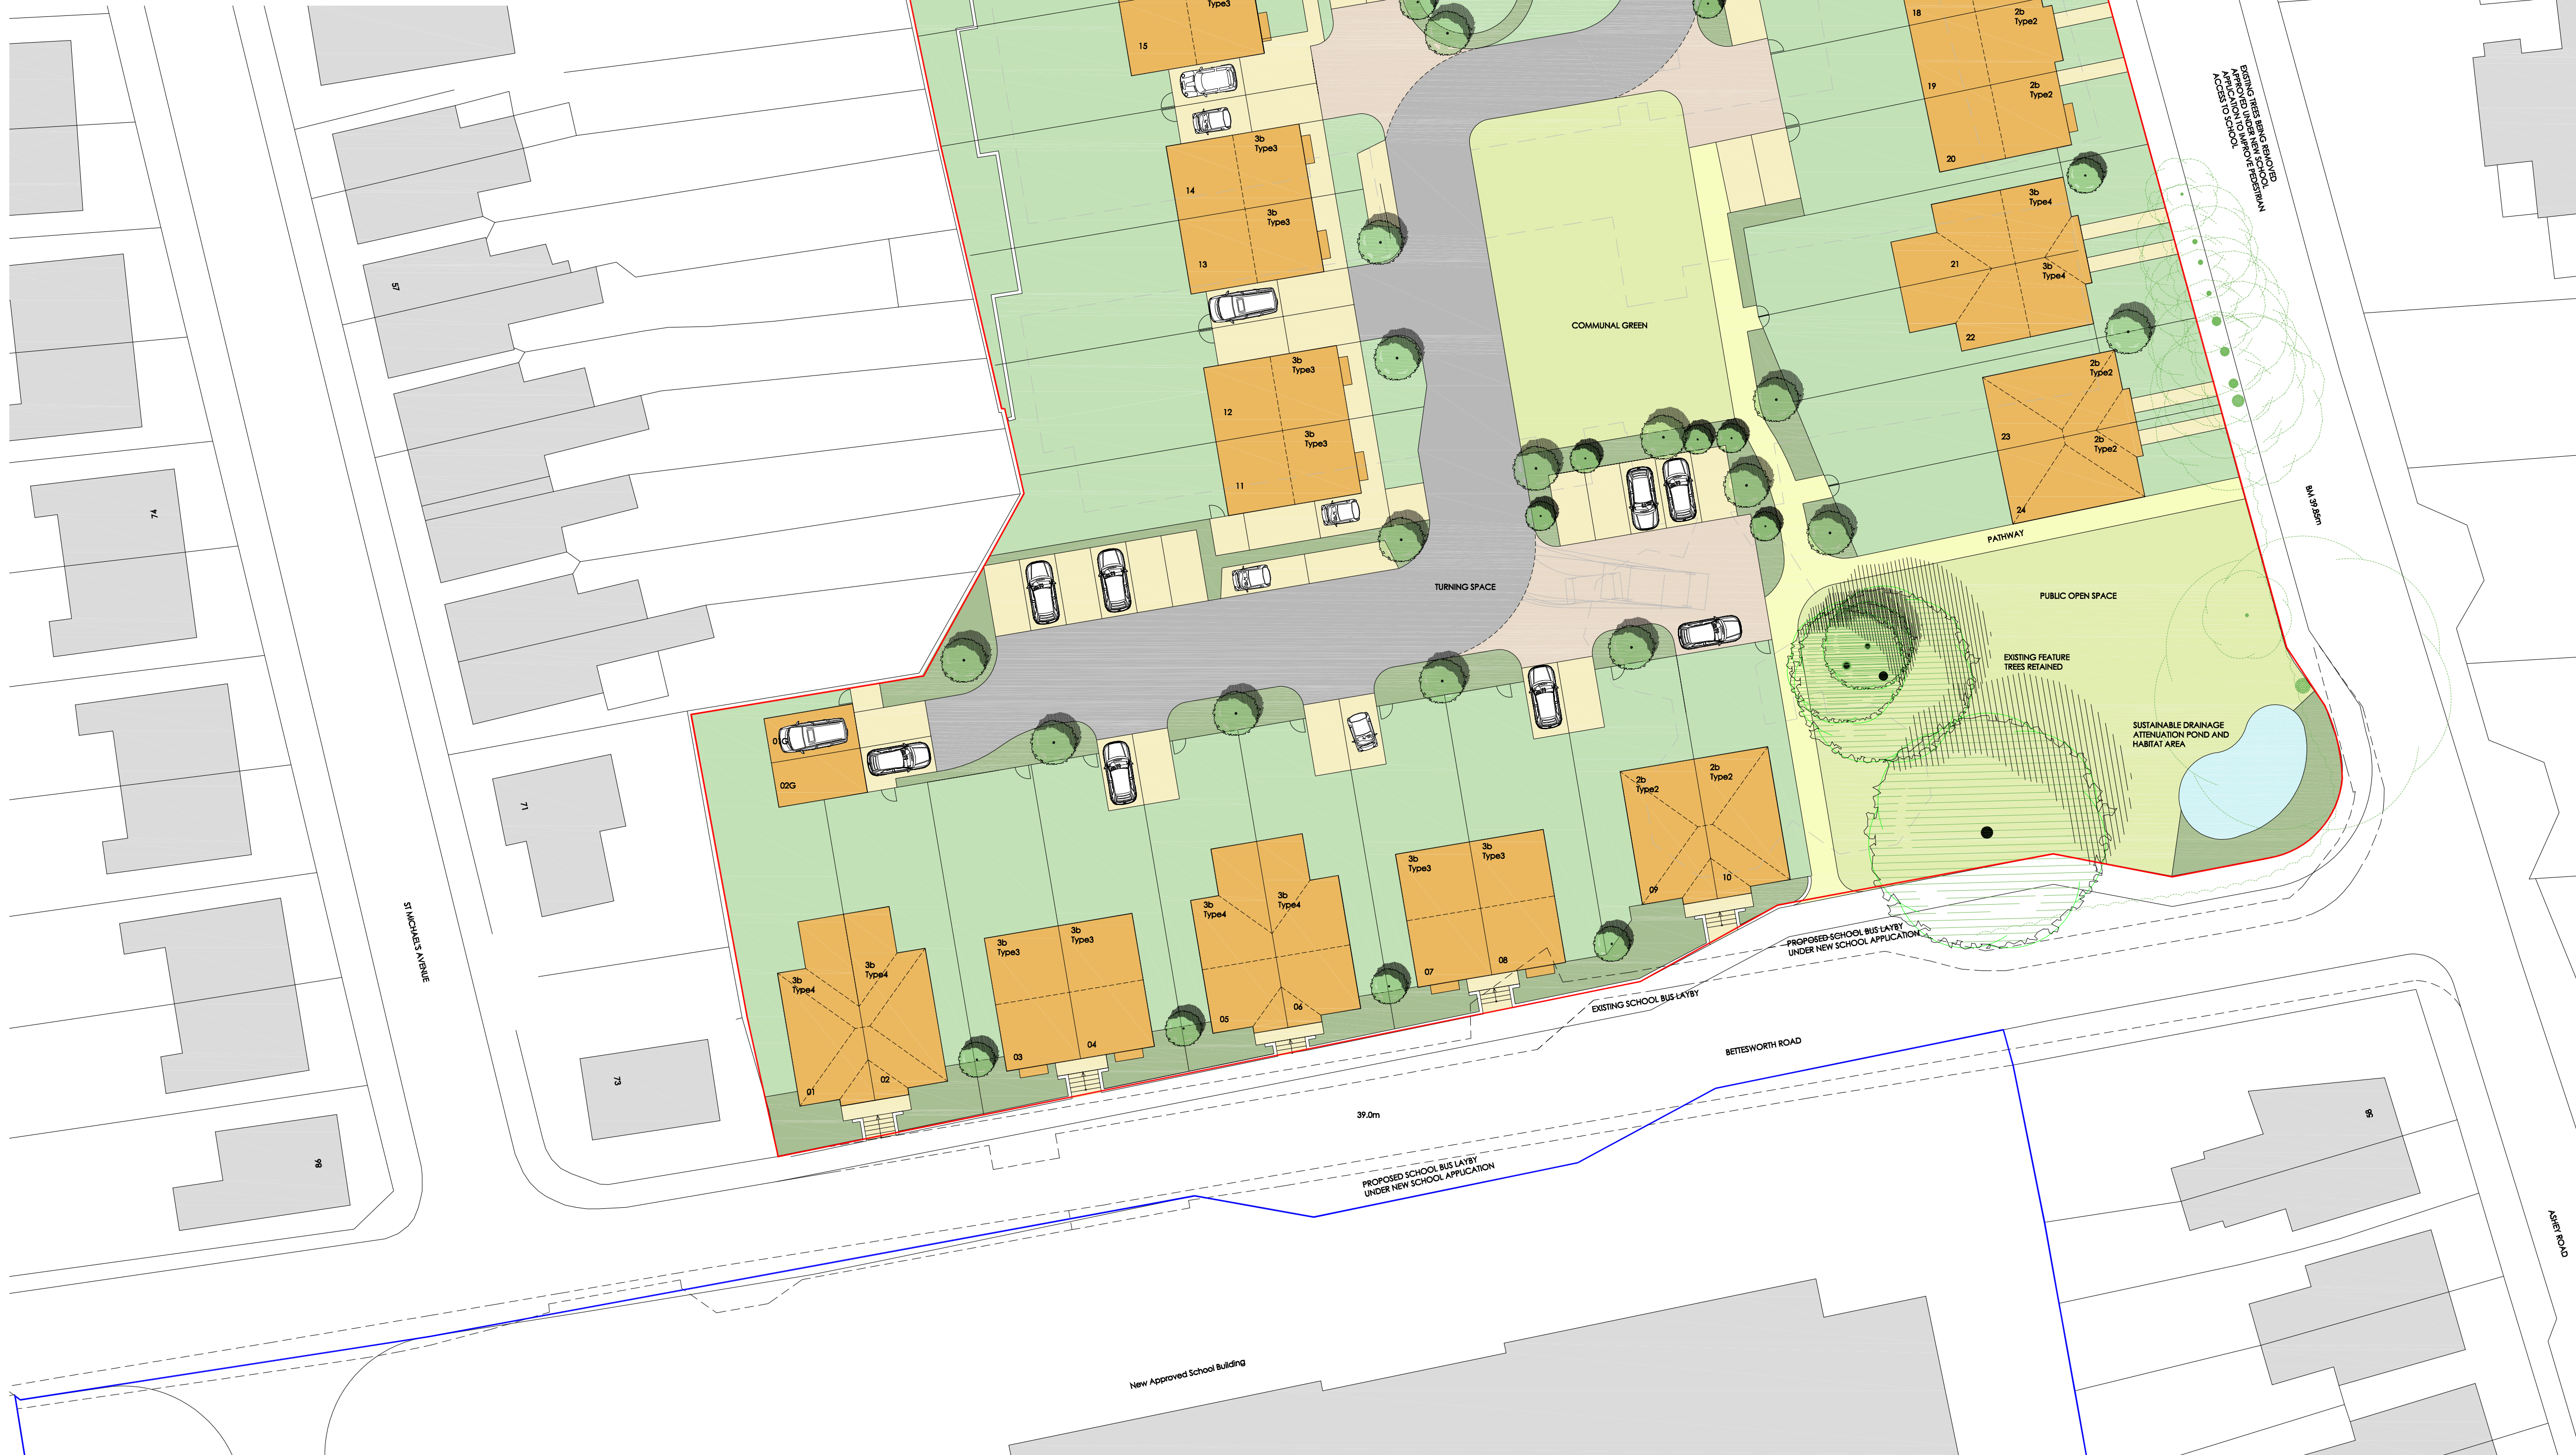 Type3
15
18
2b
Type2
19
2b
Type2
20
EXISTING TREES BEING REMOVED
APPROVED UNDER NEW SCHOOL
APPLICATION TO IMPROVE PEDESTRIAN
ACCESS TO SCHOOL
3b
Type3
14
3b
Type3
13
3b
Type4
21
3b
Type4
22
57
COMMUNAL GREEN
3b
Type3
12
3b
Type3
11
2b
Type2
23
2b
Type2
24
BM 39.85m
74
PATHWAY
TURNING SPACE
PUBLIC OPEN SPACE
EXISTING FEATURE
TREES RETAINED
SUSTAINABLE DRAINAGE
ATTENUATION POND AND
HABITAT AREA
01G
02G
71
2b
Type2
2b
Type2
09
10
3b
Type3
3b
Type3
07
08
3b
Type4
3b
Type4
05
06
3b
Type3
3b
Type3
03
04
3b
Type4
3b
Type4
01
02
ST MICHAEL'S AVENUE
PROPOSED SCHOOL BUS LAYBY
UNDER NEW SCHOOL APPLICATION
EXISTING SCHOOL BUS LAYBY
BETTESWORTH ROAD
73
39.0m
86
58
PROPOSED SCHOOL BUS LAYBY
UNDER NEW SCHOOL APPLICATION
ASHEY ROAD
New Approved School Building